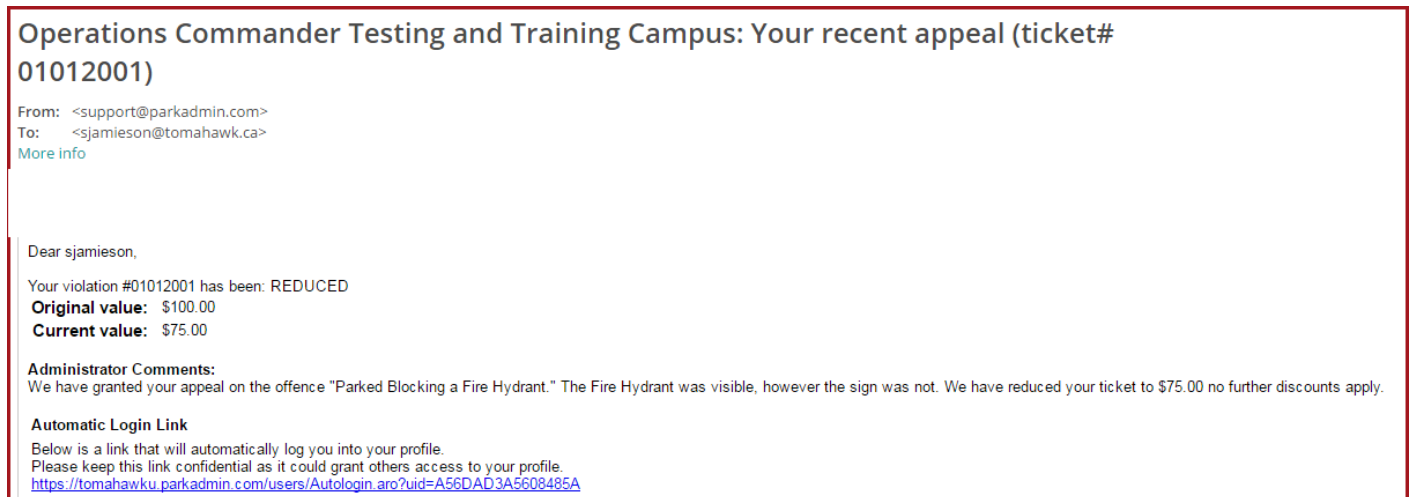 Operations Commander Testing and Training Campus: Your recent appeal (ticket#
01012001)
From: <support@parkadmin.com>
To: <sjamieson@tomahawk.ca>
More info
Dear sjamieson,
Your violation #01012001 has been: REDUCED
Original value: $100.00
Current value: $75.00
Administrator Comments:
We have granted your appeal on the offence "Parked Blocking a Fire Hydrant." The Fire Hydrant was visible, however the sign was not. We have reduced your ticket to $75.00 no further discounts apply.
Automatic Login Link
Below is a link that will automatically log you into your profile.
Please keep this link confidential as it could grant others access to your profile.
https://tomahawku.parkadmin.com/users/Autologin.aro?uid=A56DAD3A5608485A